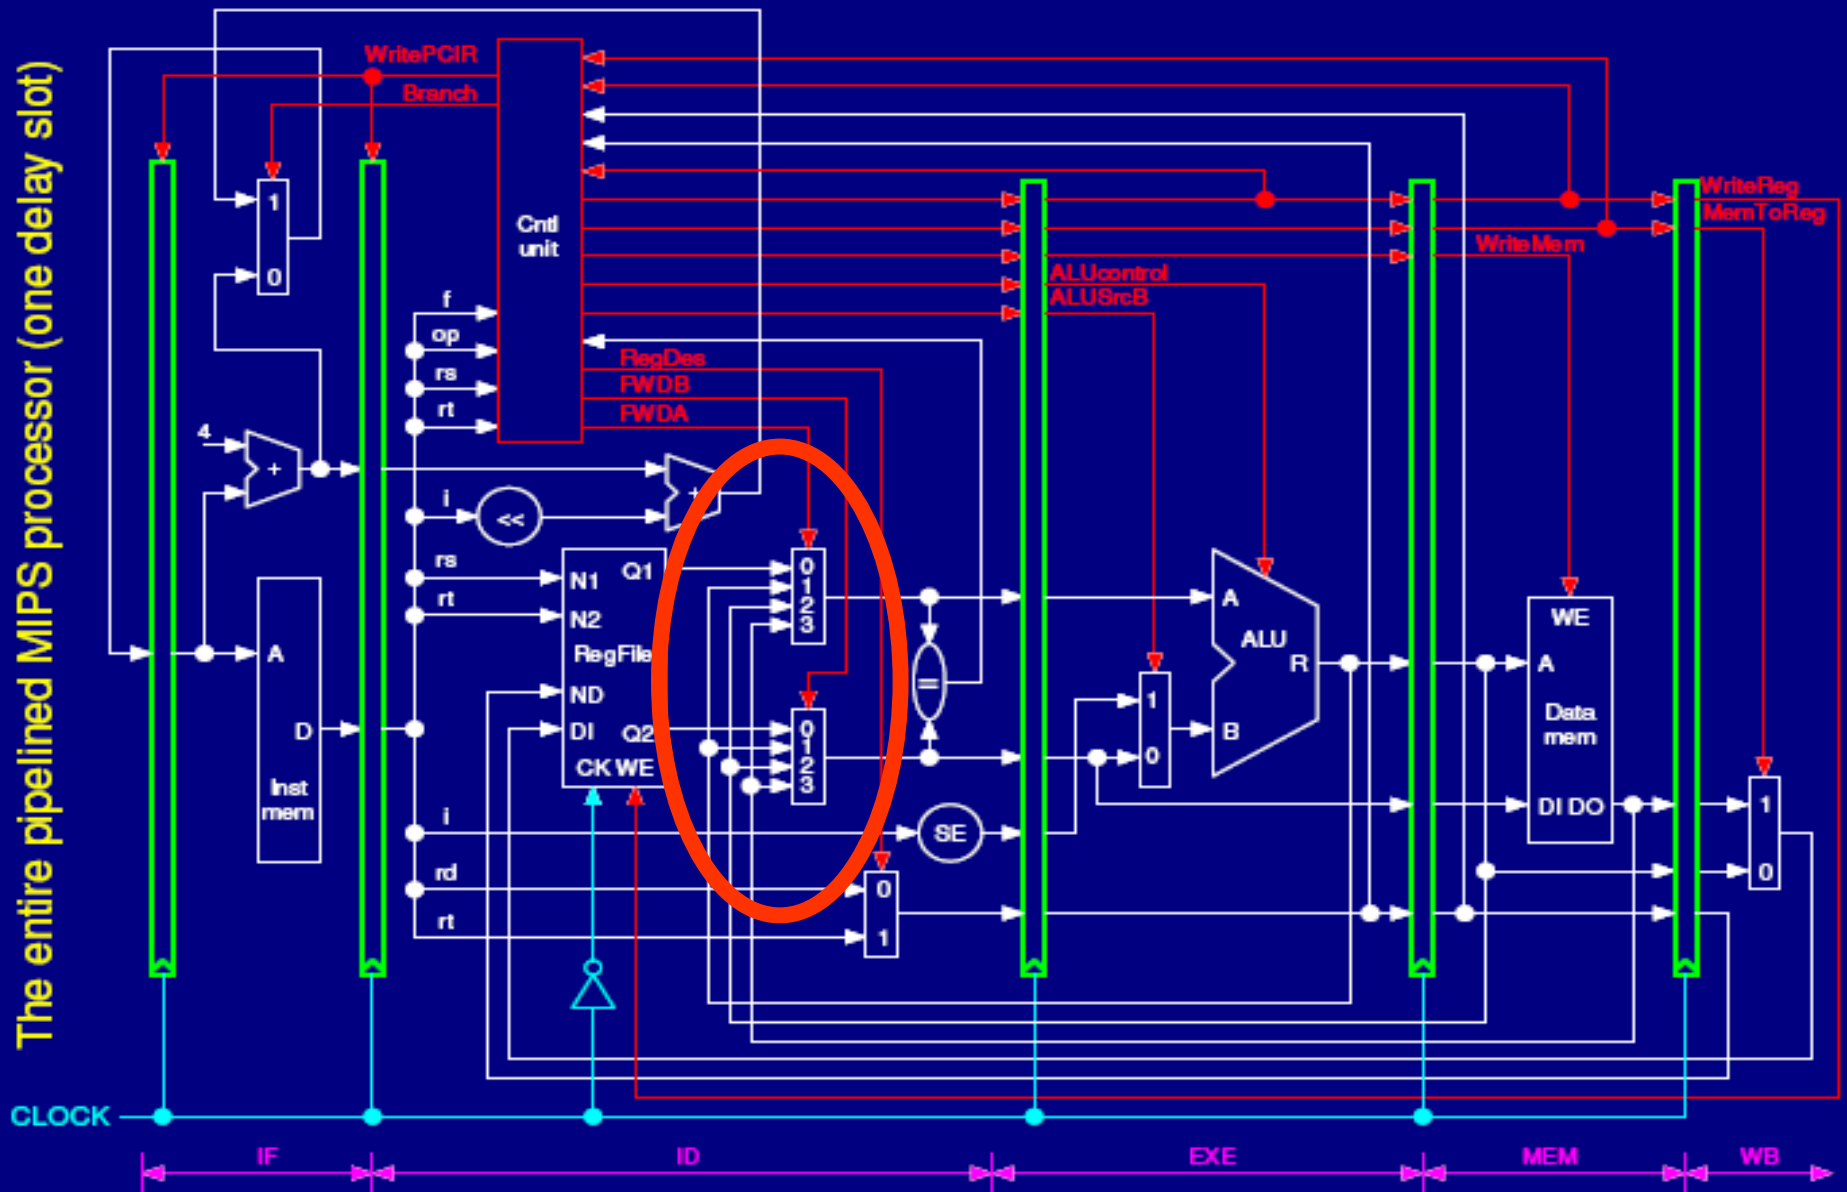 The entire pipelined MIPS processor (one delay slot)
WritePCIR
Branch
1
0
Cntl
unit
WriteReg
MemToReg
WriteMem
ALUcontrol
ALUSrcB
f
op
rs
rt
RegDes
FWDB
FWDA
4
+
i
<<
+
rs
rt
N1
N2
RegFile
ND
DI
Q1
Q2
CK WE
0
1
2
3
0
1
2
3
=
A
D
Inst
mem
i
SE
rd
rt
0
1
1
0
A
ALU
R
B
WE
A
Data
mem
DI DO
1
0
CLOCK
IF
ID
EXE
MEM
WB